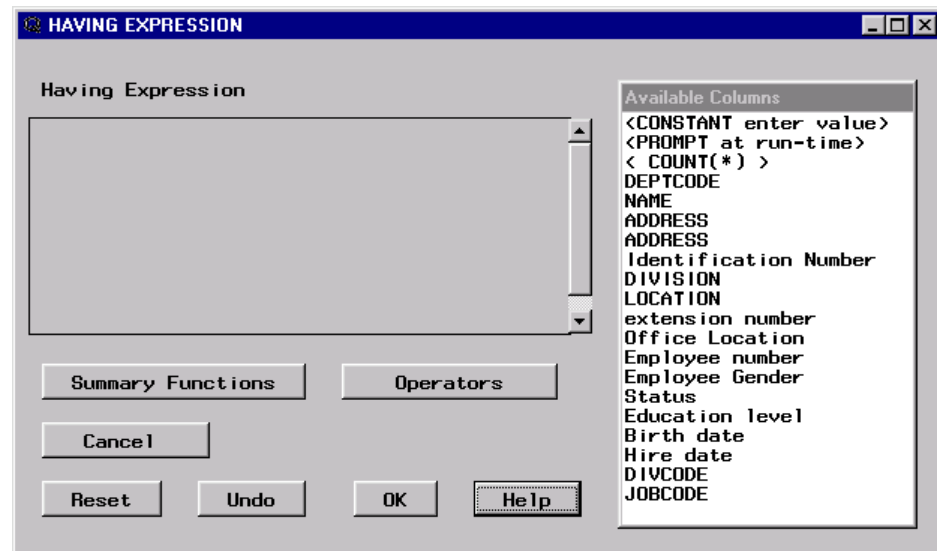 HAVING EXPRESSION
Having Expression
Available Columns
<CONSTANT enter value>
<PROMPT at run-time>
< COUNT(*) >
DEPTCODE
NAME
ADDRESS
ADDRESS
Identification Number
DIVISION
LOCATION
extension number
Office Location
Employee number
Employee Gender
Status
Education level
Birth date
Hire date
DIVCODE
JOBCODE
Summary Functions
Operators
Cancel
Reset
Undo
OK
Help